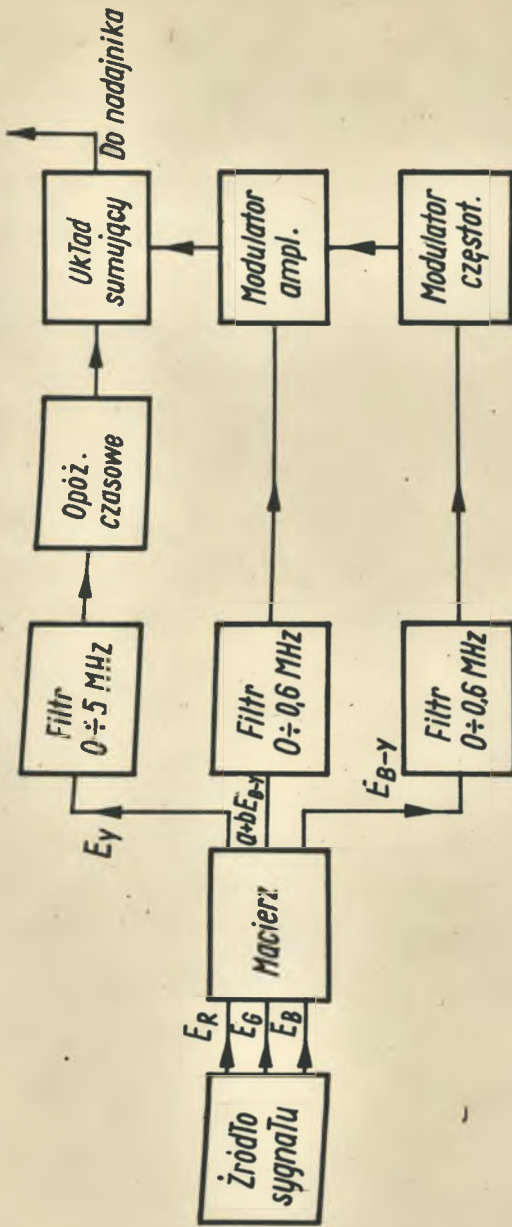 Źródło
sygnału
E_R
E_G
E_B
Macierz
E_Y
a+bE_B-Y
E_B-Y
Filtr
0÷5 MHz
Filtr
0÷0,6 MHz
Filtr
0÷0,6 MHz
Opóź.
czasowe
Układ
sumujący
Modulator
ampl.
Modulator
częstot.
Do nadajnika